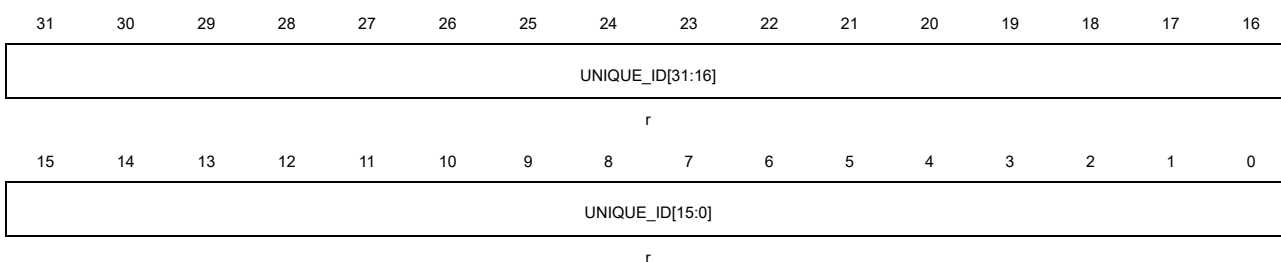 31 30 29 28 27 26 25 24 23 22 21 20 19 18 17 16
UNIQUE_ID[31:16]
r
15 14 13 12 11 10 9 8 7 6 5 4 3 2 1 0
UNIQUE_ID[15:0]
r